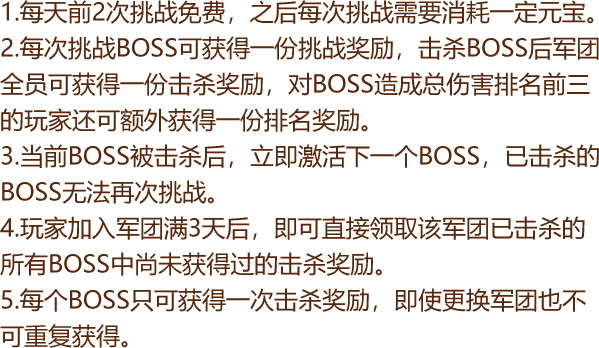 1.每天前2次挑战免费，之后每次挑战需要消耗一定元宝。
2.每次挑战BOSS可获得一份挑战奖励，击杀BOSS后军团
全员可获得一份击杀奖励，对BOSS造成总伤害排名前三
的玩家还可额外获得一份排名奖励。
3.当前BOSS被击杀后，立即激活下一个BOSS，已击杀的
BOSS无法再次挑战。
4.玩家加入军团满3天后，即可直接领取该军团已击杀的
所有BOSS中尚未获得过的击杀奖励。
5.每个BOSS只可获得一次击杀奖励，即使更换军团也不
可重复获得。